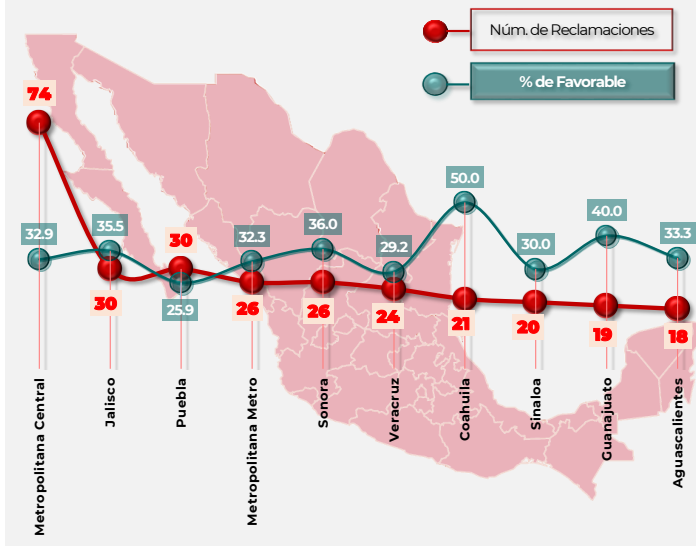 Núm. de Reclamaciones
% de Favorable
74
32.9
35.5
30
30
25.9
32.3
26
36.0
26
29.2
24
50.0
21
30.0
20
40.0
19
33.3
18
Metropolitana Central
Jalisco
Puebla
Metropolitana Metro
Sonora
Veracruz
Coahuila
Sinaloa
Guanajuato
Aguascalientes